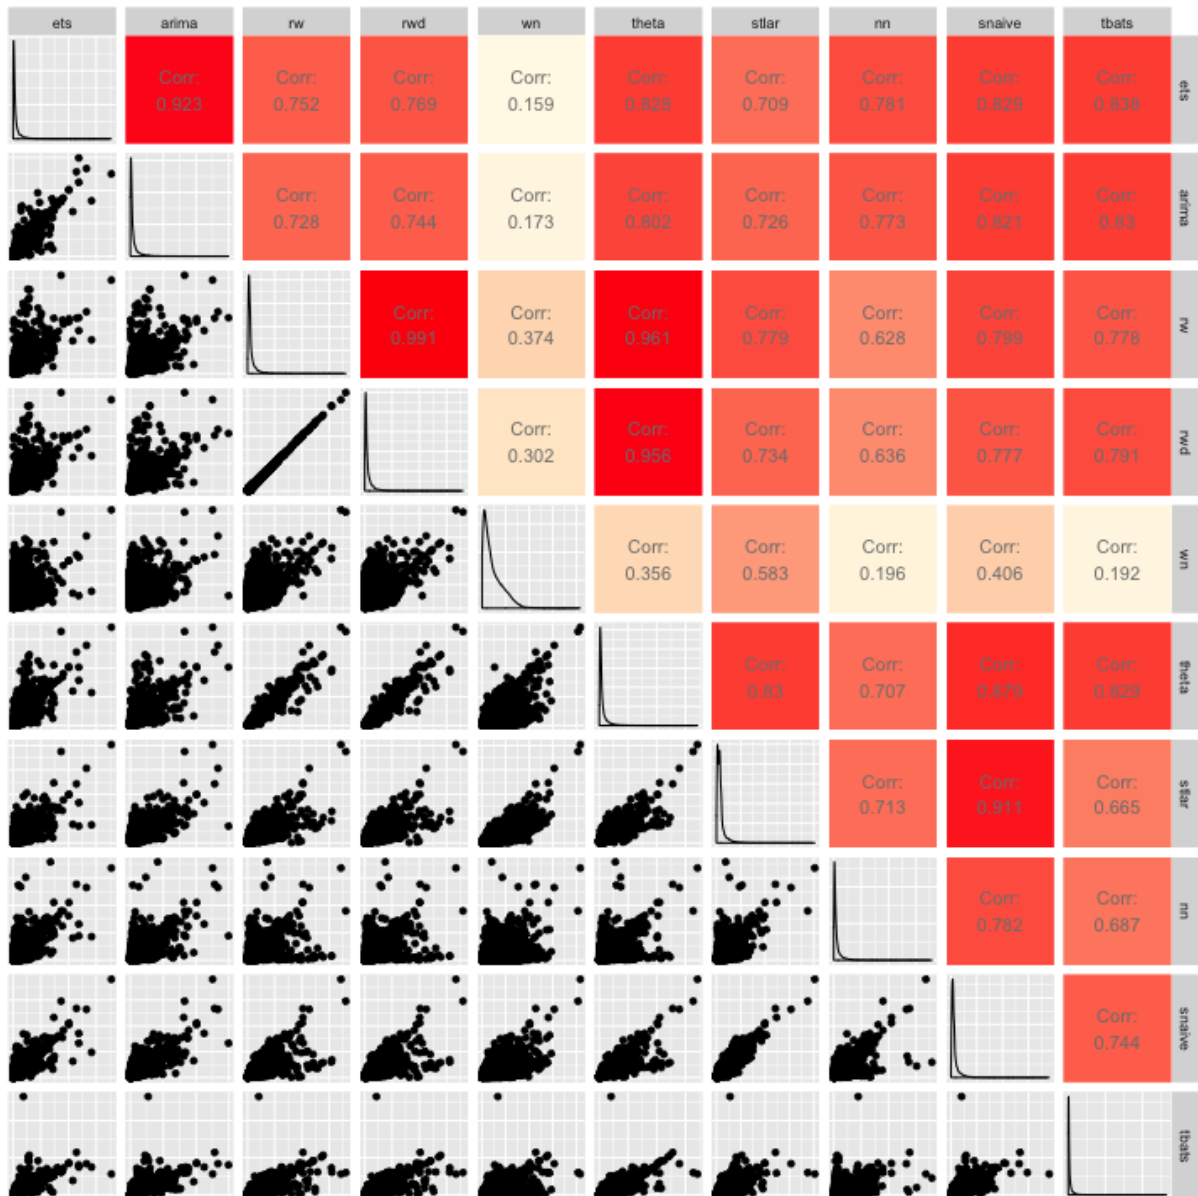 ets arima rw rwd wn theta stlar nn snaive tbats
Corr: Corr: Corr: Corr: Corr: Corr: Corr: Corr: Corr:
0.923 0.752 0.769 0.159 0.828 0.709 0.781 0.829 0.838
ets
Corr: Corr: Corr: Corr: Corr: Corr: Corr: Corr:
0.728 0.744 0.173 0.802 0.726 0.773 0.821 0.83
arima
Corr: Corr: Corr: Corr: Corr: Corr: Corr:
0.991 0.374 0.961 0.779 0.628 0.799 0.778
rw
Corr: Corr: Corr: Corr: Corr: Corr:
0.302 0.956 0.734 0.636 0.777 0.791
rwd
Corr: Corr: Corr: Corr: Corr:
0.356 0.583 0.196 0.406 0.192
wn
Corr: Corr: Corr: Corr:
0.83 0.707 0.879 0.829
theta
Corr: Corr: Corr:
0.713 0.911 0.665
stlar
Corr: Corr:
0.782 0.687
nn
Corr:
0.744
snaive
tbats